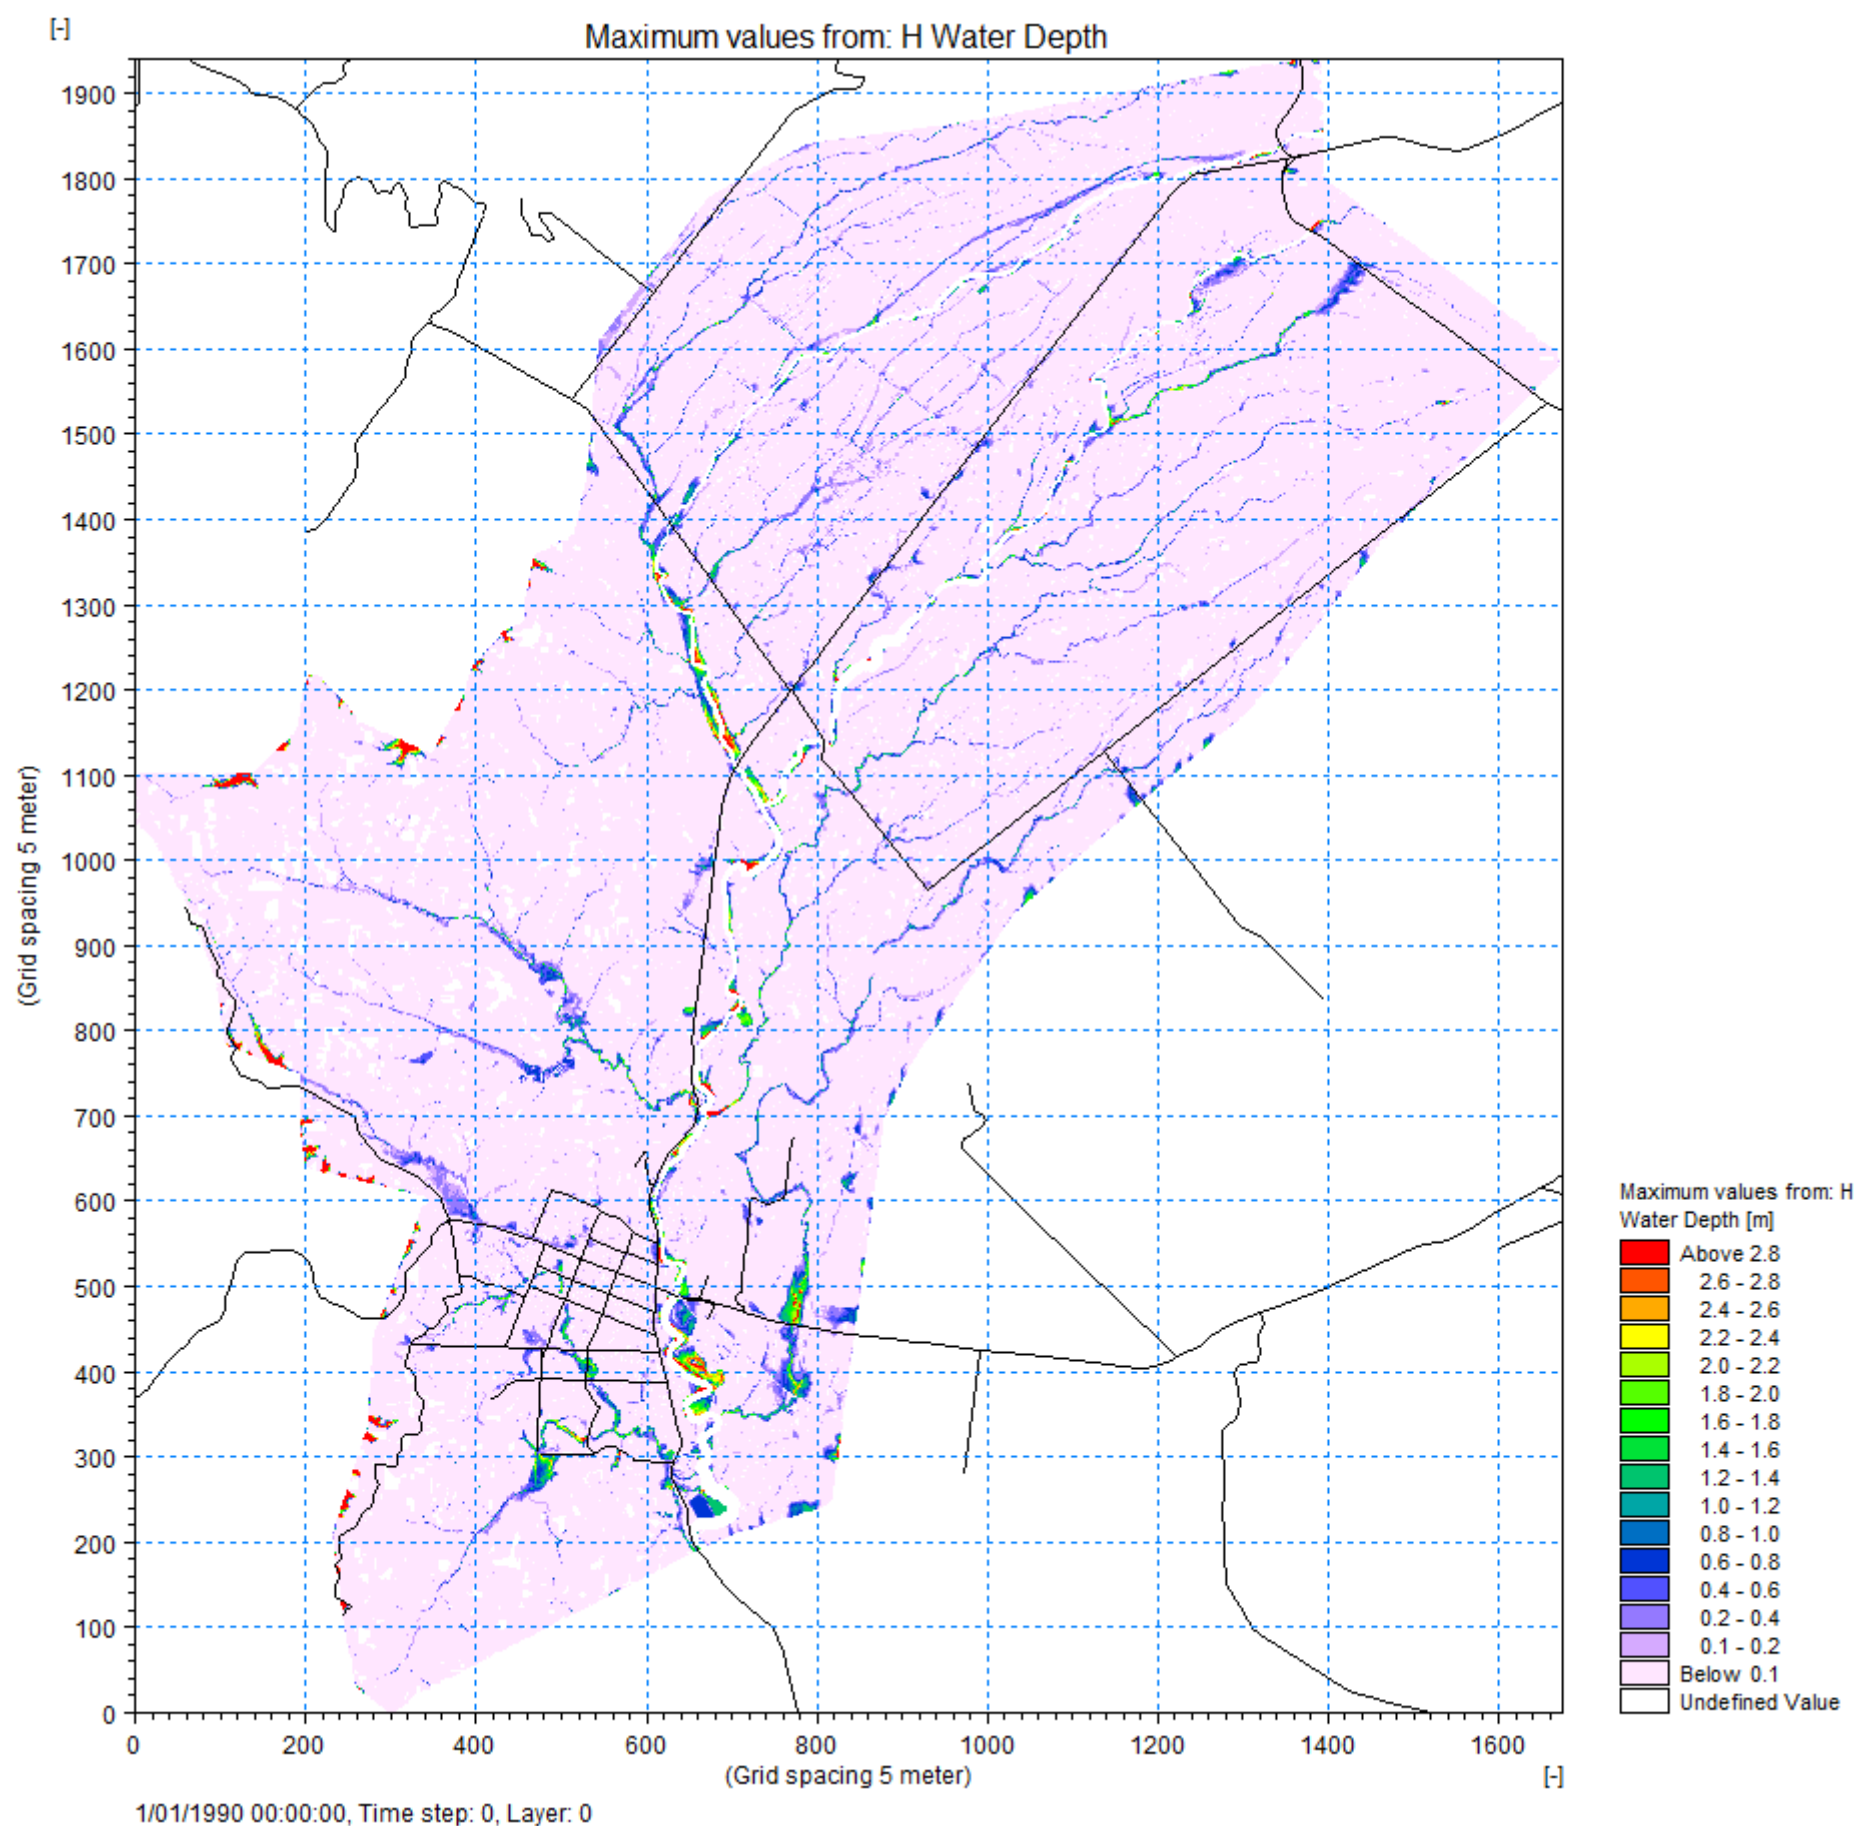 [-]
Maximum values from: H Water Depth
1900
1800
1700
1600
1500
1400
1300
1200
1100
1000
900
800
700
600
500
400
300
200
100
0
(Grid spacing 5 meter)
0 200 400 600 800 1000 1200 1400 1600
(Grid spacing 5 meter)
[-]
1/01/1990 00:00:00, Time step: 0, Layer: 0
Maximum values from: H
Water Depth [m]
Above 2.8
2.6 - 2.8
2.4 - 2.6
2.2 - 2.4
2.0 - 2.2
1.8 - 2.0
1.6 - 1.8
1.4 - 1.6
1.2 - 1.4
1.0 - 1.2
0.8 - 1.0
0.6 - 0.8
0.4 - 0.6
0.2 - 0.4
0.1 - 0.2
Below 0.1
Undefined Value